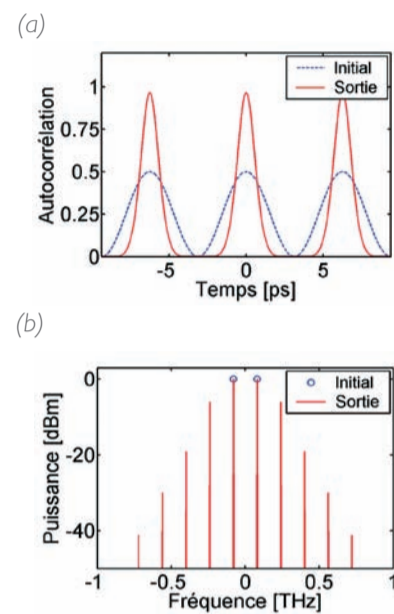 (a)
Initial
Sortie
1
0.75
0.5
0.25
0
Autocorrélation
-5
0
5
Temps [ps]
(b)
Initial
Sortie
0
-20
-40
Puissance [dBm]
-1
-0.5
0
0.5
1
Fréquence [THz]